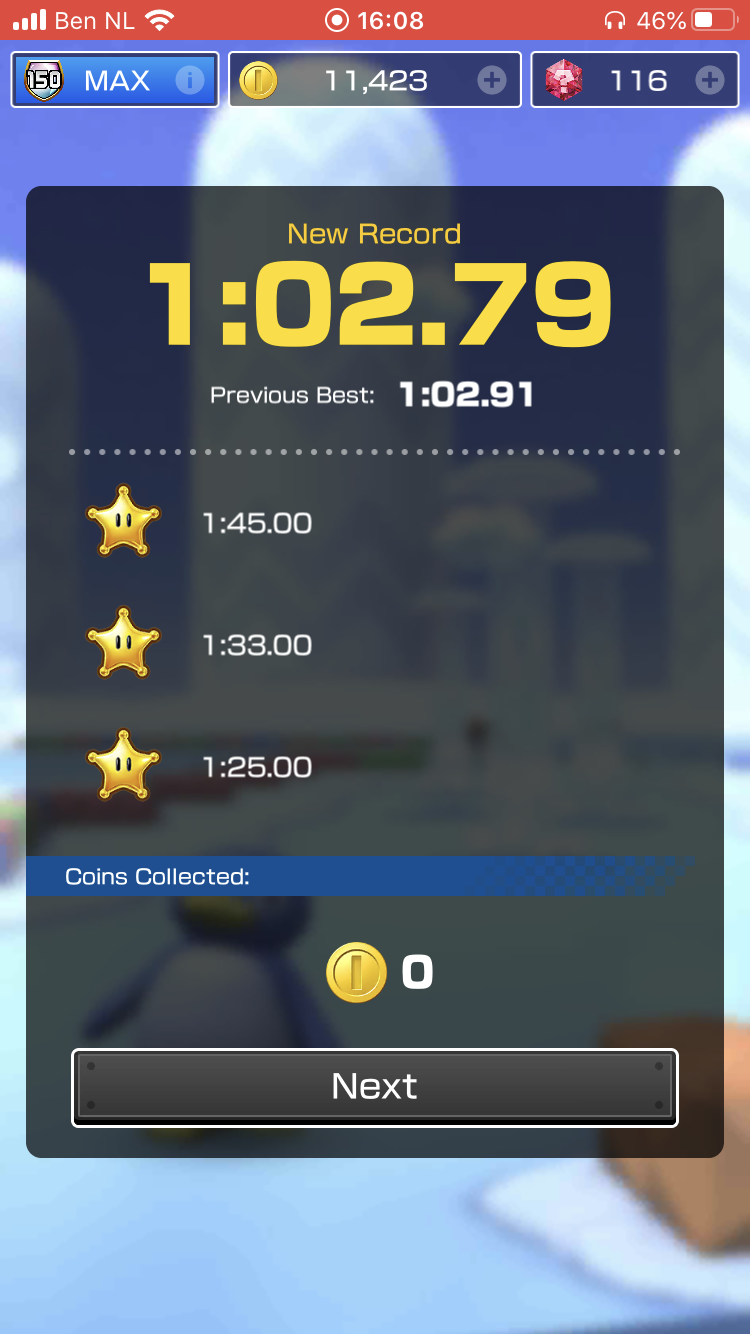 Ben NL 16:08 46%
150 MAX i 11,423 + ? 116 +
New Record
1:02.79
Previous Best: 1:02.91
1:45.00
1:33.00
1:25.00
Coins Collected:
0
Next